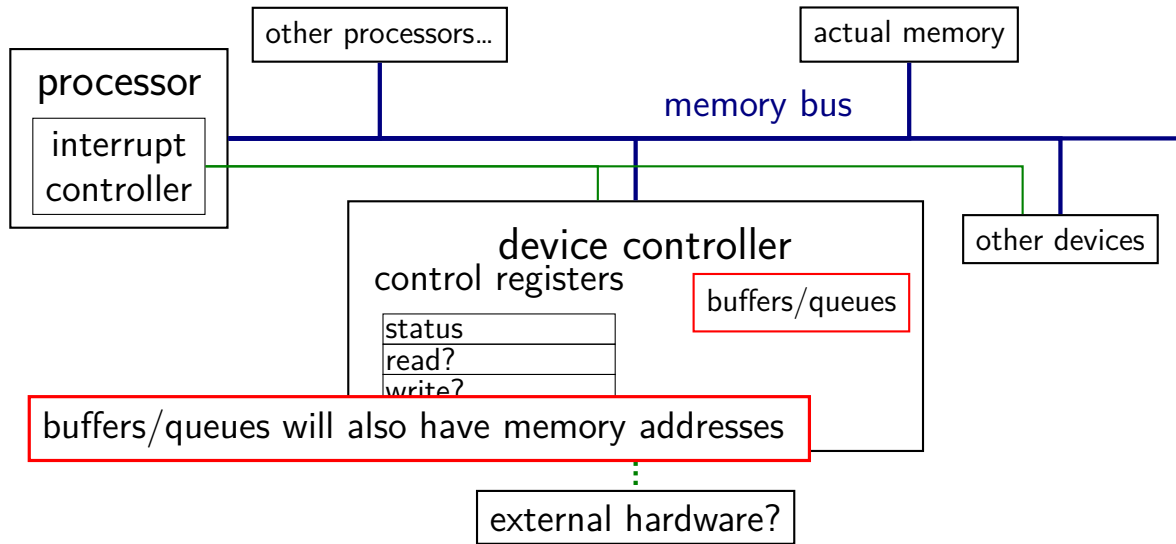 other processors...
actual memory
processor
memory bus
interrupt
controller
device controller
other devices
control registers
buffers/queues
status
read?
write?
buffers/queues will also have memory addresses
external hardware?